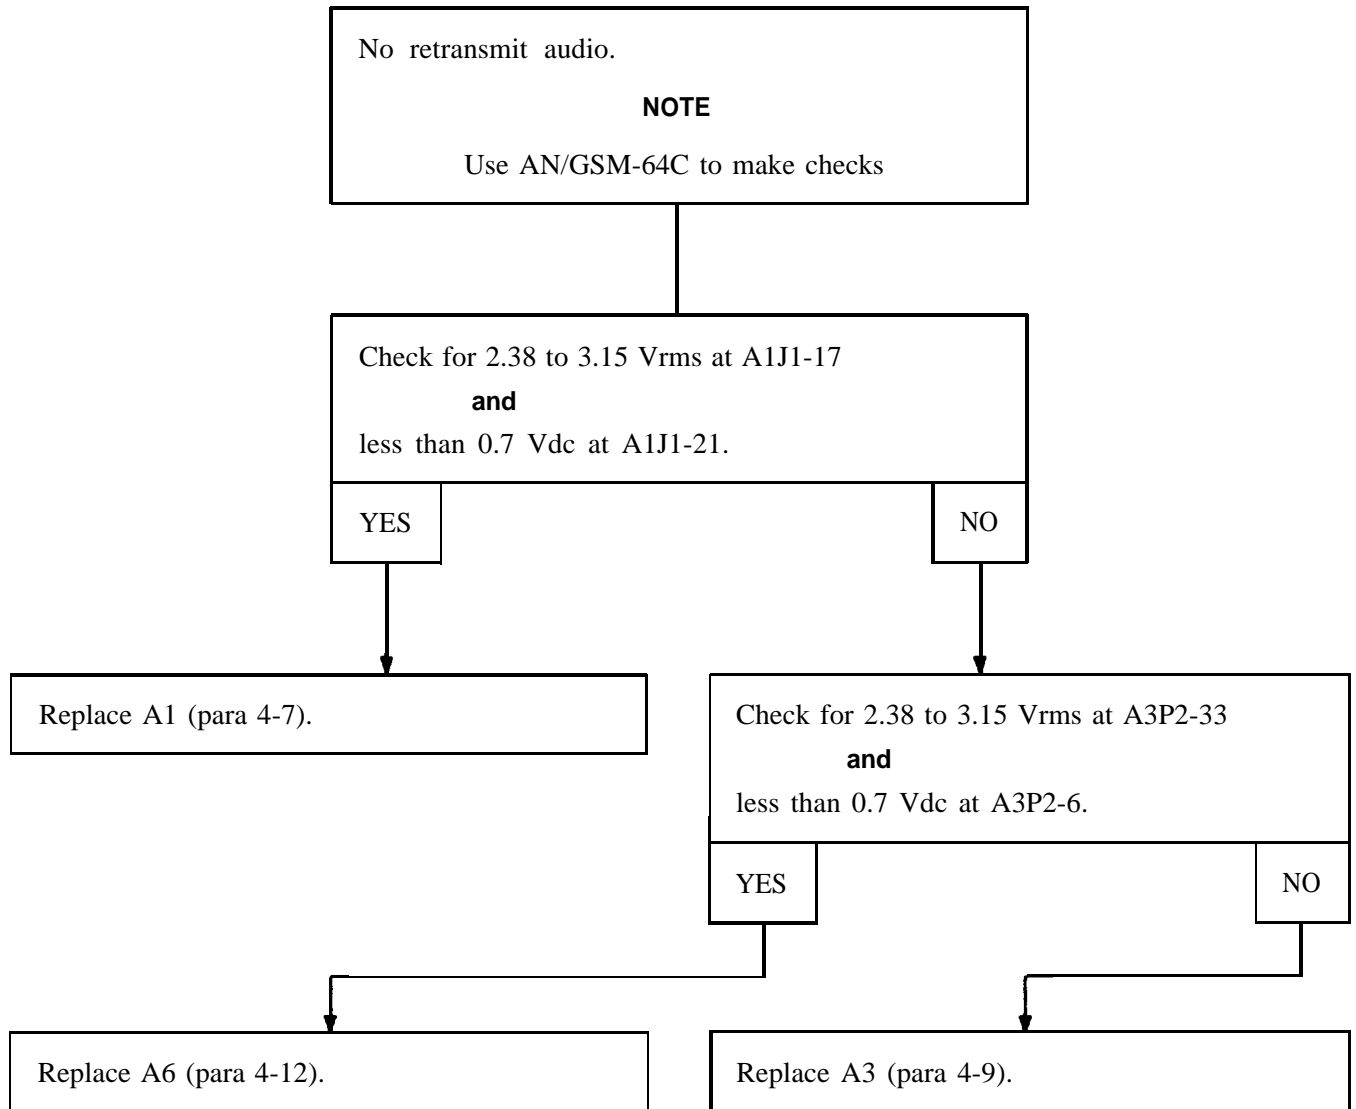 No retransmit audio.
NOTE
Use AN/GSM-64C to make checks
Check for 2.38 to 3.15 Vrms at A1J1-17
and
less than 0.7 Vdc at A1J1-21.
YES
NO
Replace A1 (para 4-7).
Check for 2.38 to 3.15 Vrms at A3P2-33
and
less than 0.7 Vdc at A3P2-6.
YES
NO
Replace A6 (para 4-12).
Replace A3 (para 4-9).